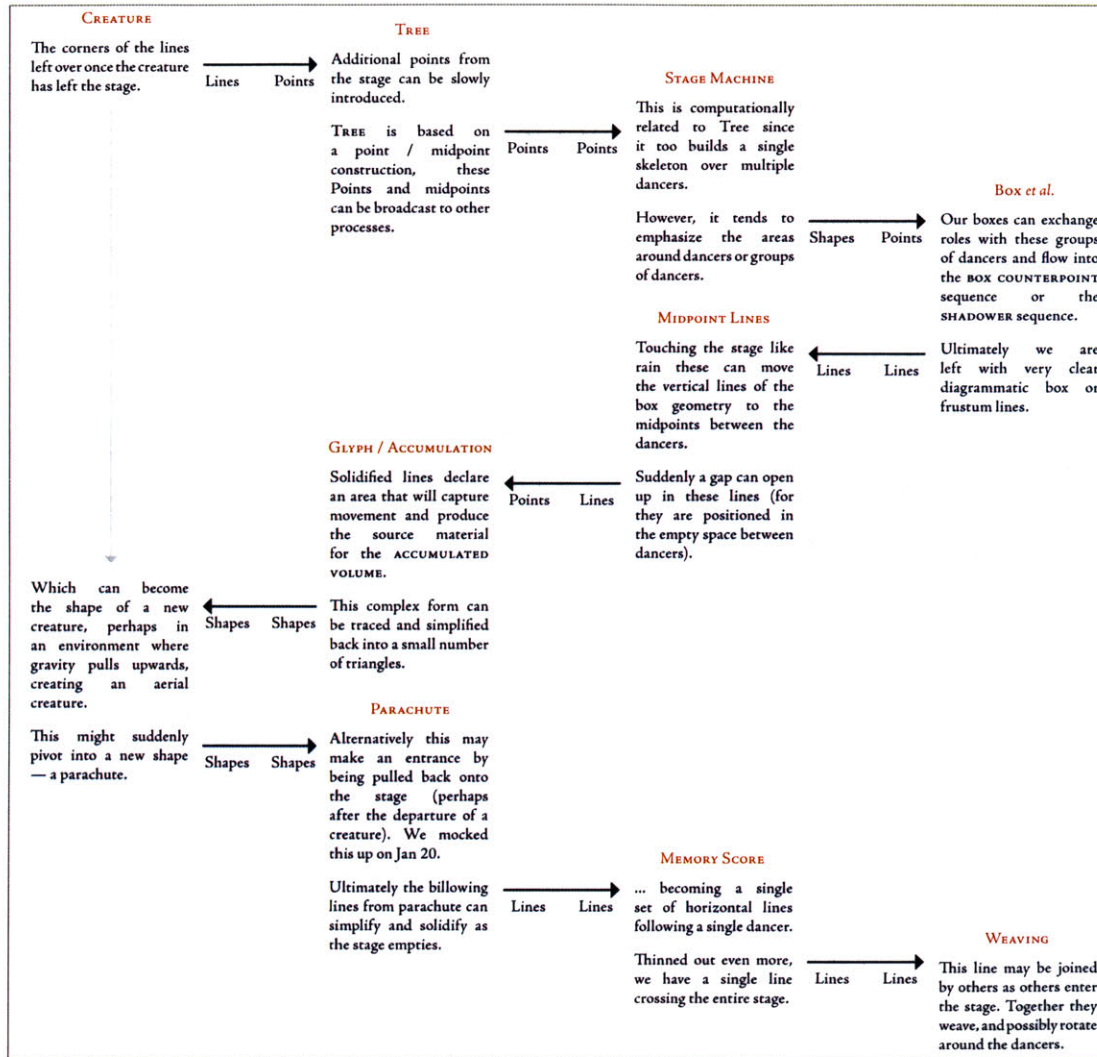 CREATURE
The corners of the lines
left over once the creature
has left the stage.
Lines Points
TREE
Additional points from
the stage can be slowly
introduced.
TREE is based on
a point / midpoint
construction, these
Points and midpoints
can be broadcast to other
processes.
Points Points
STAGE MACHINE
This is computationally
related to Tree since
it too builds a single
skeleton over multiple
dancers.
However, it tends to
emphasize the areas
around dancers or groups
of dancers.
Shapes Points
BOX et al.
Our boxes can exchange
roles with these groups
of dancers and flow into
the BOX COUNTERPOINT
sequence or the
SHADOWER sequence.
Ultimately we are
left with very clear
diagrammatic box or
frustum lines.
Lines Lines
MIDPOINT LINES
Touching the stage like
rain these can move
the vertical lines of the
box geometry to the
midpoints between the
dancers.
Suddenly a gap can open
up in these lines (for
they are positioned in
the empty space between
dancers).
Points Lines
GLYPH / ACCUMULATION
Solidified lines declare
an area that will capture
movement and produce
the source material
for the ACCUMULATED
VOLUME.
This complex form can
be traced and simplified
back into a small number
of triangles.
Shapes Shapes
Which can become
the shape of a new
creature, perhaps in
an environment where
gravity pulls upwards,
creating an aerial
creature.
This might suddenly
pivot into a new shape
— a parachute.
Shapes Shapes
PARACHUTE
Alternatively this may
make an entrance by
being pulled back onto
the stage (perhaps
after the departure of a
creature). We mocked
this up on Jan 20.
Ultimately the billowing
lines from parachute can
simplify and solidify as
the stage empties.
Lines Lines
MEMORY SCORE
... becoming a single
set of horizontal lines
following a single dancer.
Thinned out even more,
we have a single line
crossing the entire stage.
Lines Lines
WEAVING
This line may be joined
by others as others enter
the stage. Together they
weave, and possibly rotate
around the dancers.